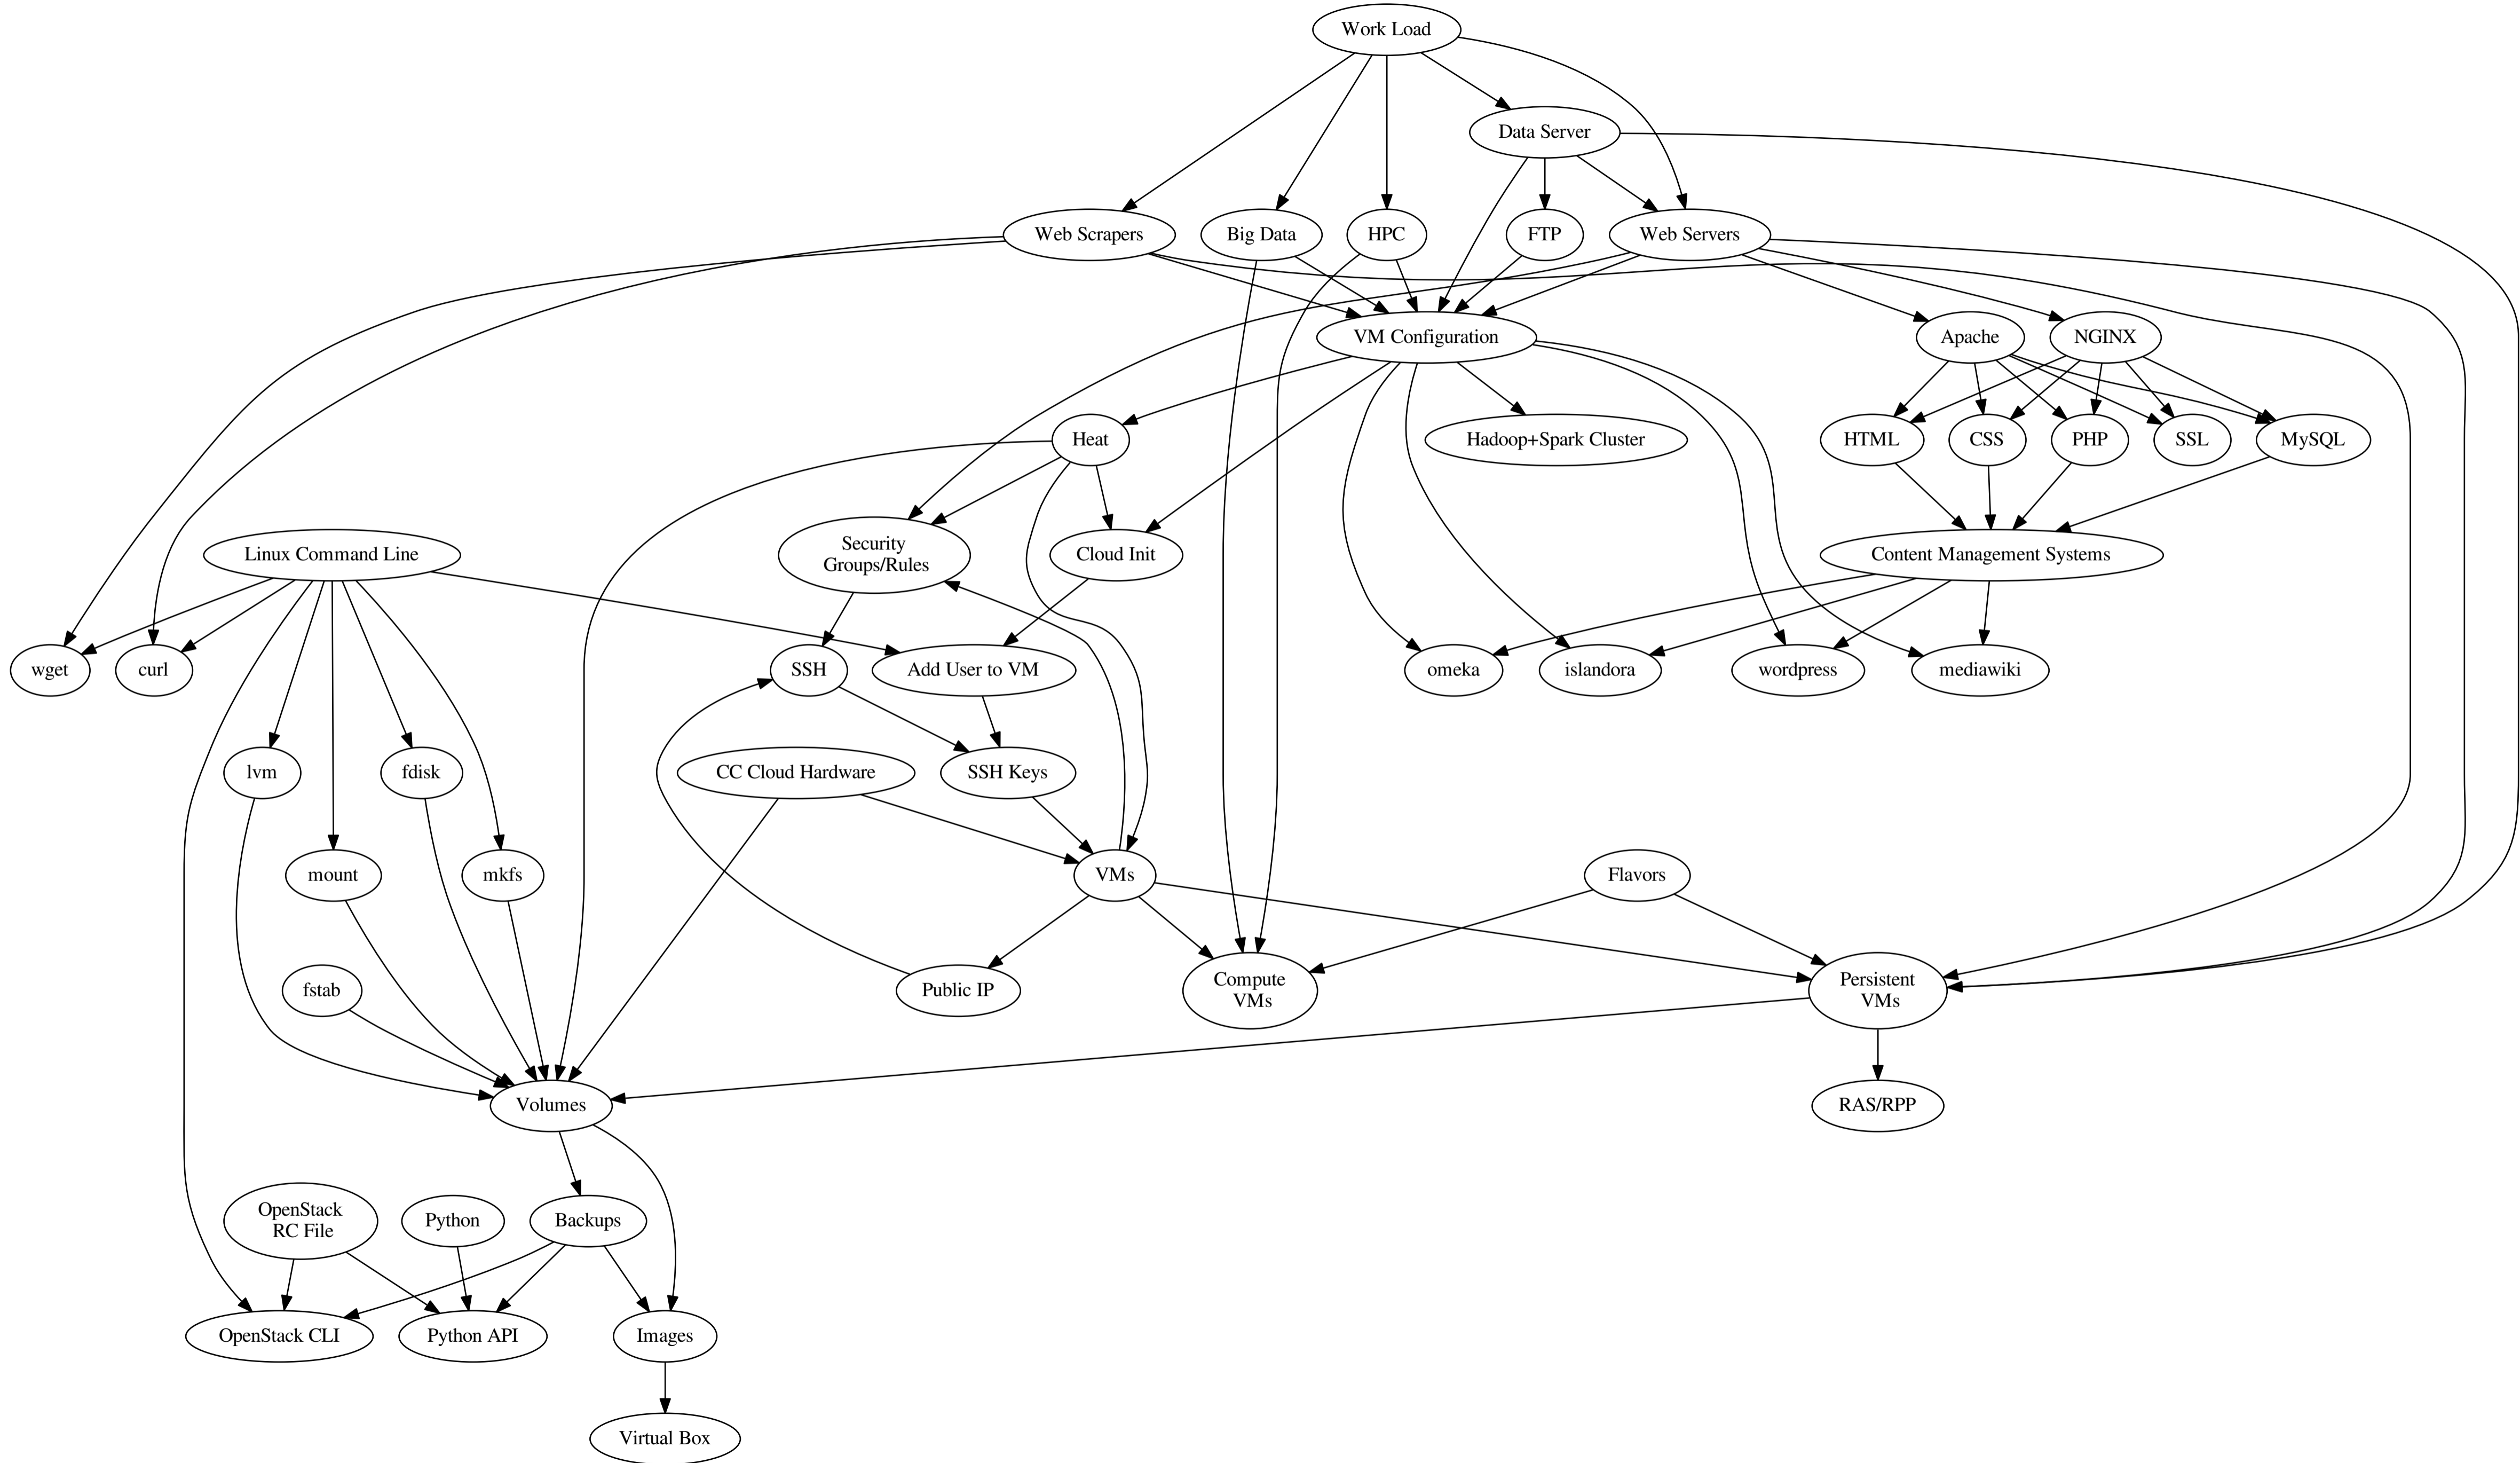 Work Load
Data Server
Web Scrapers
Big Data
HPC
FTP
Web Servers
VM Configuration
Apache
NGINX
Heat
Hadoop+Spark Cluster
HTML
CSS
PHP
SSL
MySQL
Linux Command Line
Security
Groups/Rules
Cloud Init
Content Management Systems
wget
curl
SSH
Add User to VM
omeka
islandora
wordpress
mediawiki
lvm
fdisk
CC Cloud Hardware
SSH Keys
mount
mkfs
VMs
Flavors
fstab
Public IP
Compute
VMs
Persistent
VMs
Volumes
RAS/RPP
OpenStack
RC File
Python
Backups
OpenStack CLI
Python API
Images
Virtual Box